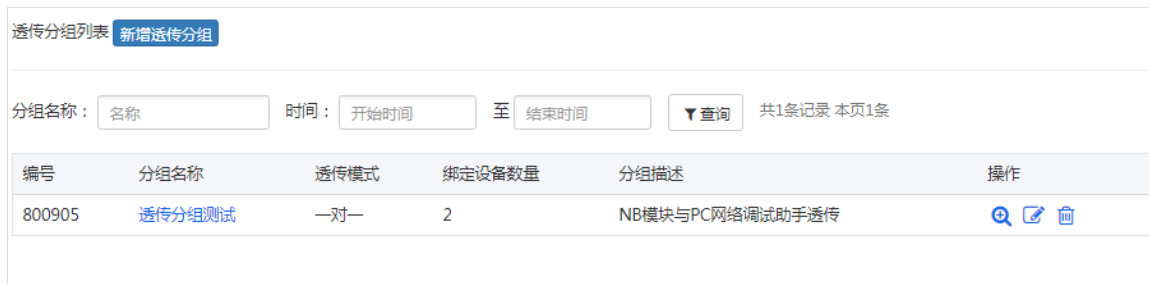 透传分组列表 新增透传分组
分组名称： 名称 时间： 开始时间 至 结束时间 查询 共1条记录 本页1条
编号 分组名称 透传模式 绑定设备数量 分组描述 操作
800905 透传分组测试 一对一 2 NB模块与PC网络调试助手透传